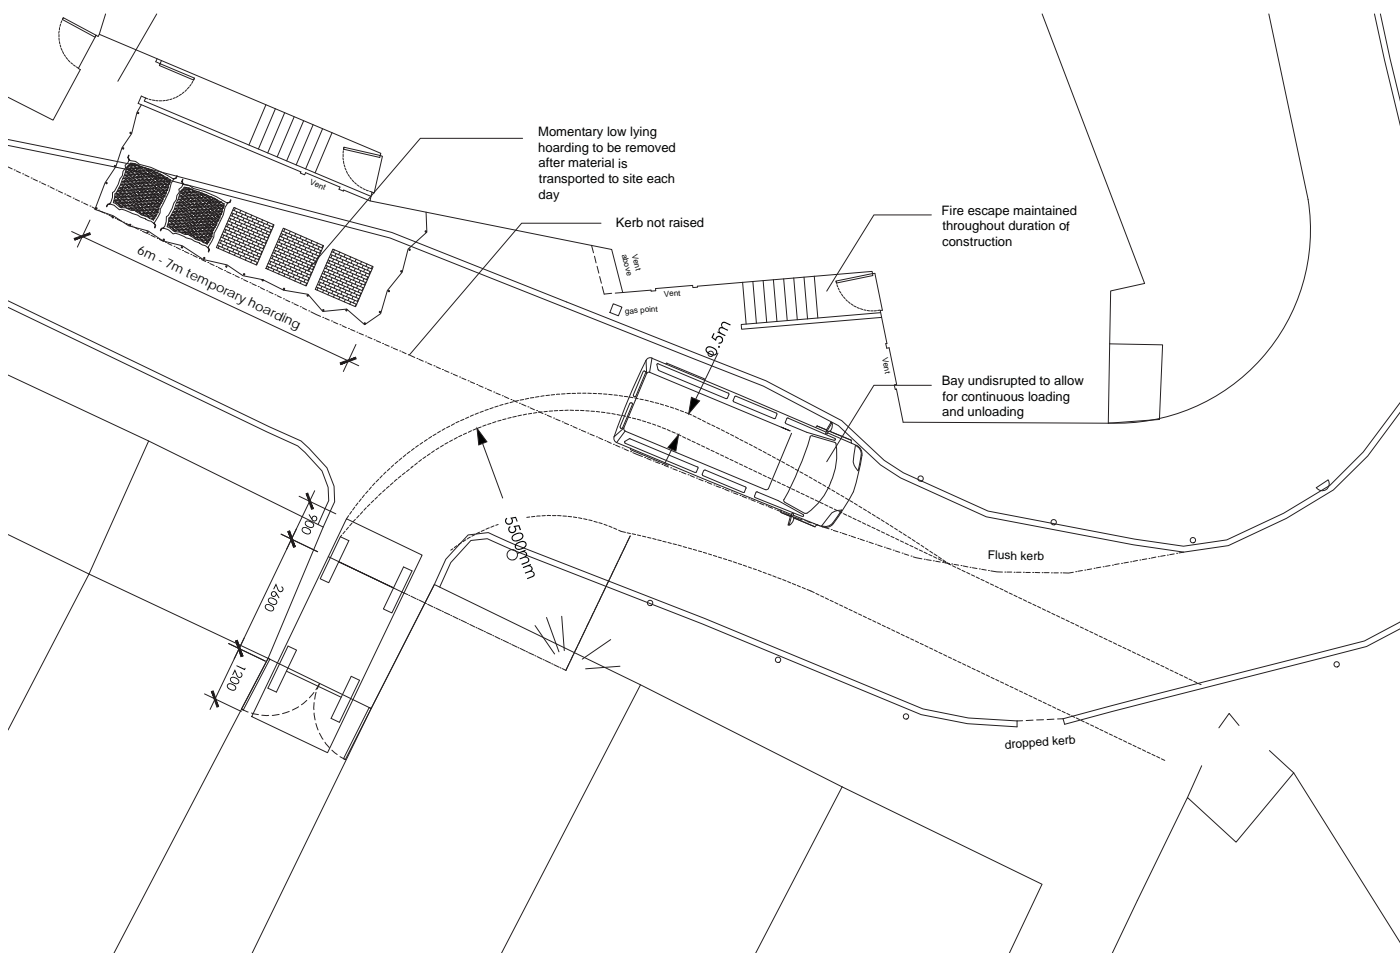 Momentary low lying
hoarding to be removed
after material is
transported to site each
day
Kerb not raised
Fire escape maintained
throughout duration of
construction
Vent
Vent
above
Vent
gas point
6m - 7m temporary hoarding
0.5m
Vent
Bay undisrupted to allow
for continuous loading
and unloading
900
5500mm
Flush kerb
2600
1200
dropped kerb